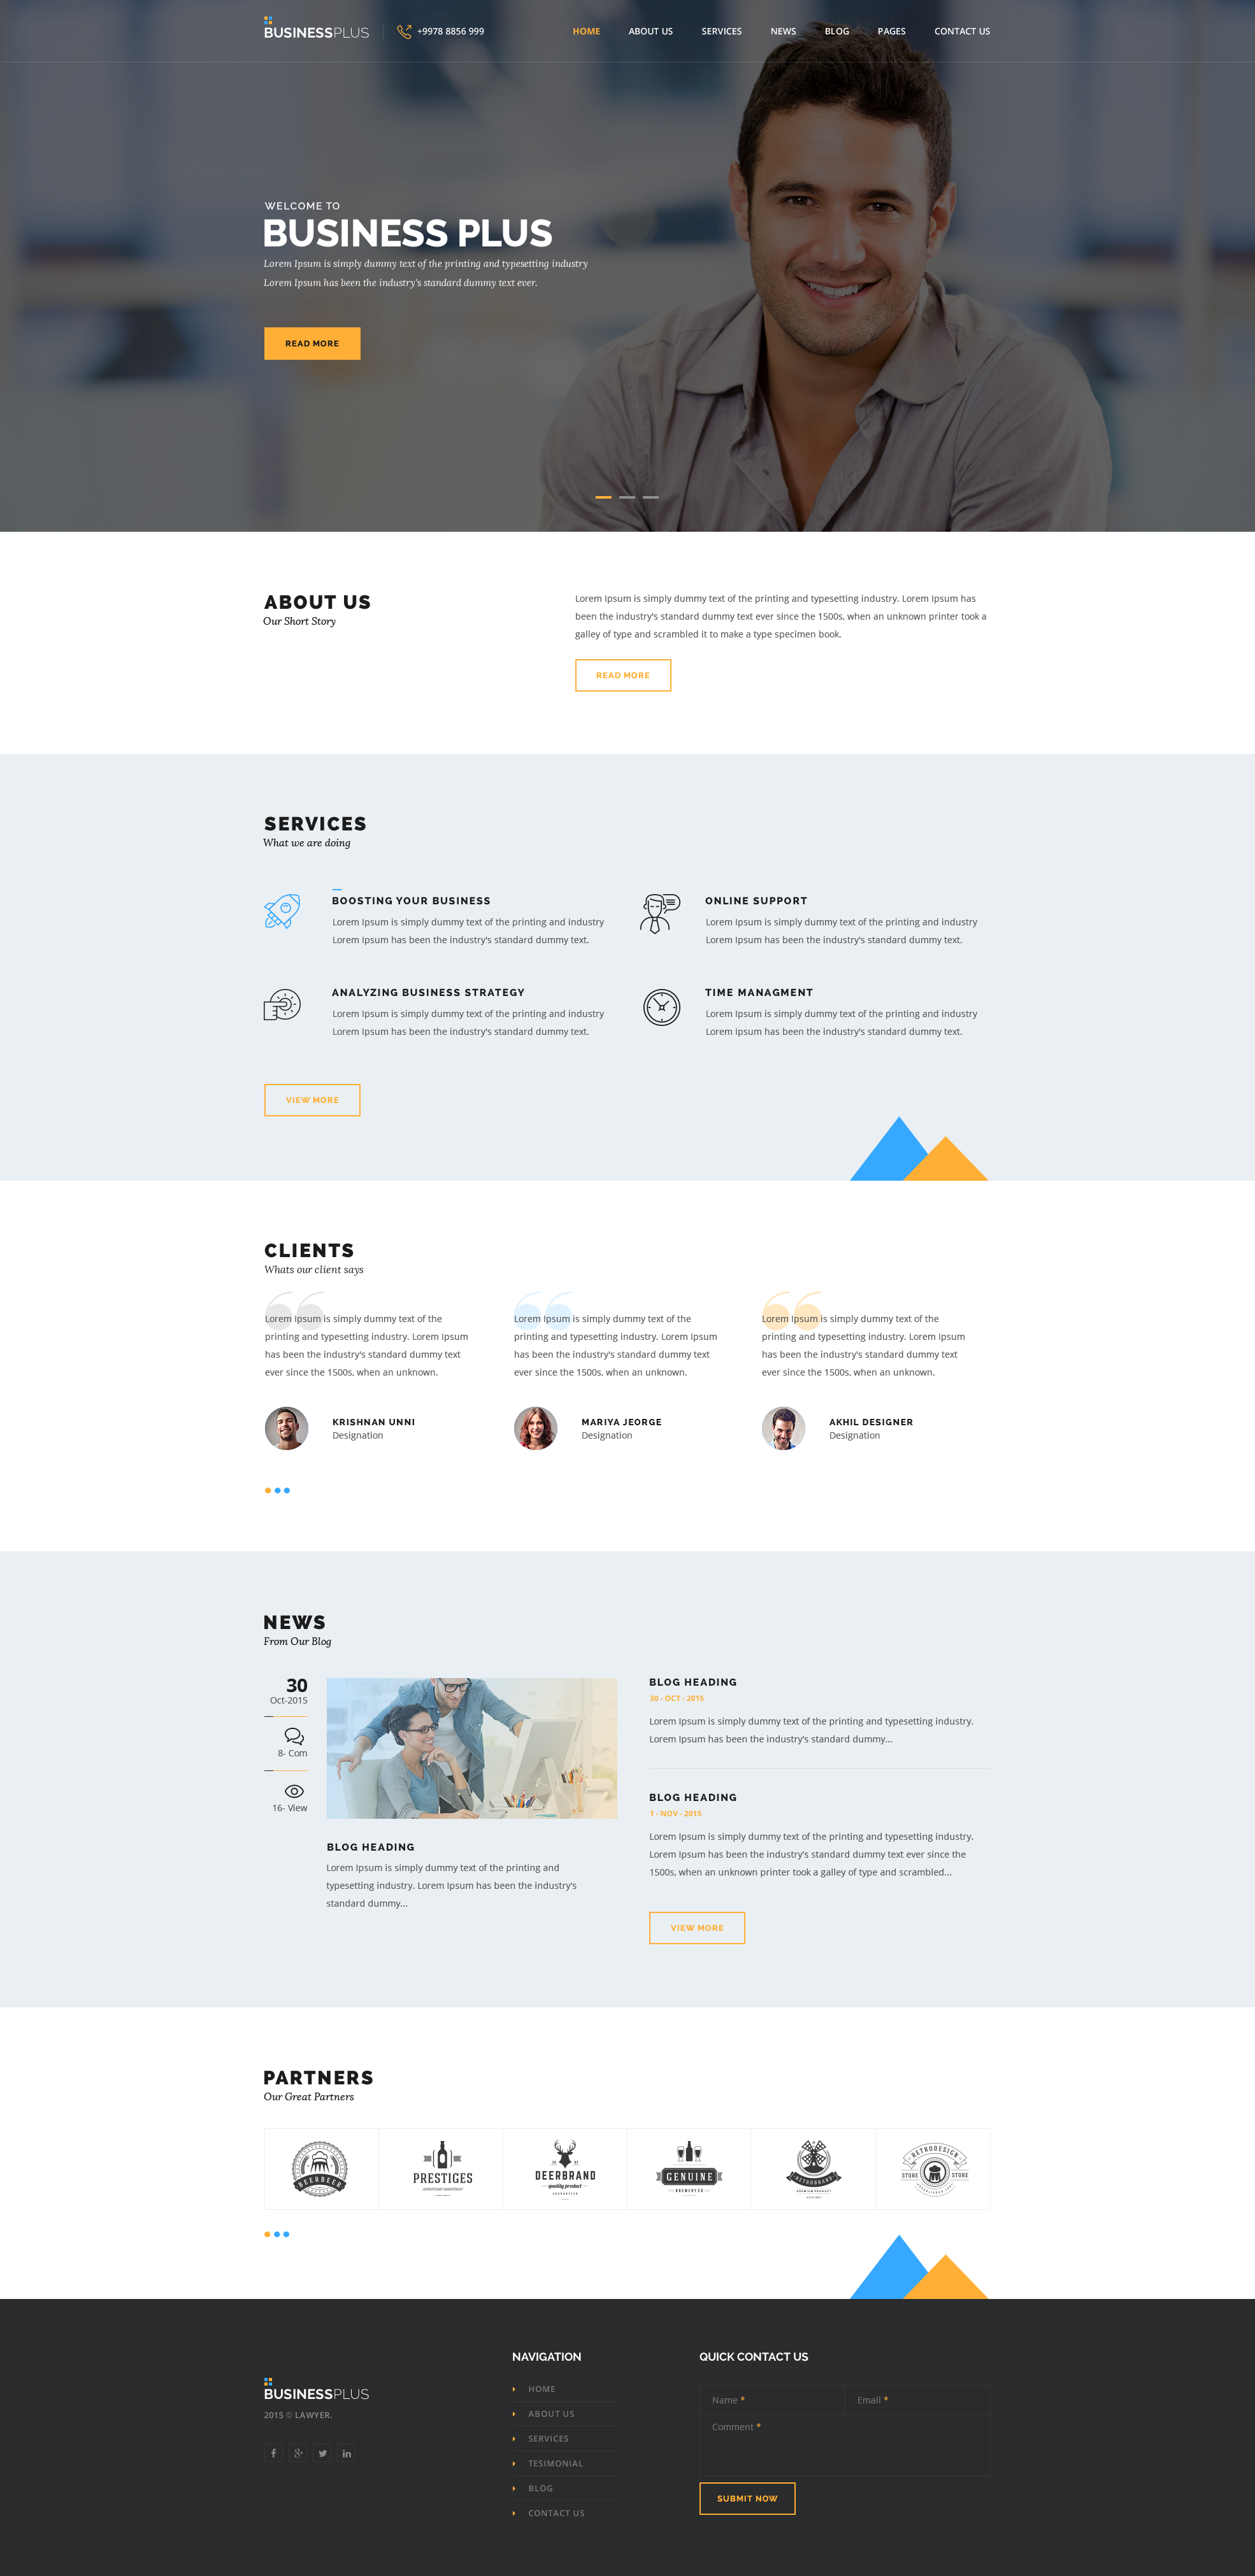 BUSINESSPLUS
+9978 8856 999
HOME ABOUT US SERVICES NEWS BLOG PAGES CONTACT US
WELCOME TO
BUSINESS PLUS
Lorem Ipsum is simply dummy text of the printing and typesetting industry
Lorem Ipsum has been the industry's standard dummy text ever.
READ MORE
ABOUT US
Our Short Story
Lorem Ipsum is simply dummy text of the printing and typesetting industry. Lorem Ipsum has
been the industry's standard dummy text ever since the 1500s, when an unknown printer took a
galley of type and scrambled it to make a type specimen book.
READ MORE
SERVICES
What we are doing
BOOSTING YOUR BUSINESS
Lorem Ipsum is simply dummy text of the printing and industry
Lorem Ipsum has been the industry's standard dummy text.
ONLINE SUPPORT
Lorem Ipsum is simply dummy text of the printing and industry
Lorem Ipsum has been the industry's standard dummy text.
ANALYZING BUSINESS STRATEGY
Lorem Ipsum is simply dummy text of the printing and industry
Lorem Ipsum has been the industry's standard dummy text.
TIME MANAGMENT
Lorem Ipsum is simply dummy text of the printing and industry
Lorem Ipsum has been the industry's standard dummy text.
VIEW MORE
CLIENTS
Whats our client says
Lorem Ipsum is simply dummy text of the
printing and typesetting industry. Lorem Ipsum
has been the industry's standard dummy text
ever since the 1500s, when an unknown.
KRISHNAN UNNI
Designation
Lorem Ipsum is simply dummy text of the
printing and typesetting industry. Lorem Ipsum
has been the industry's standard dummy text
ever since the 1500s, when an unknown.
MARIYA JEORGE
Designation
Lorem Ipsum is simply dummy text of the
printing and typesetting industry. Lorem Ipsum
has been the industry's standard dummy text
ever since the 1500s, when an unknown.
AKHIL DESIGNER
Designation
NEWS
From Our Blog
30
Oct-2015
8- Com
16- View
BLOG HEADING
Lorem Ipsum is simply dummy text of the printing and
typesetting industry. Lorem Ipsum has been the industry's
standard dummy...
BLOG HEADING
30 - OCT - 2015
Lorem Ipsum is simply dummy text of the printing and typesetting industry.
Lorem Ipsum has been the industry's standard dummy...
BLOG HEADING
1 - NOV - 2015
Lorem Ipsum is simply dummy text of the printing and typesetting industry.
Lorem Ipsum has been the industry's standard dummy text ever since the
1500s, when an unknown printer took a galley of type and scrambled...
VIEW MORE
PARTNERS
Our Great Partners
BEERBEER
PRESTIGES
DEERBRAND
quality product
GUARANTEED
GENUINE
BREWERY CO
RETROBRAND
PREMIUM PRODUCT
RETRODESIGN
STORE STORE
BUSINESSPLUS
2015 © LAWYER.
NAVIGATION
HOME
ABOUT US
SERVICES
TESIMONIAL
BLOG
CONTACT US
QUICK CONTACT US
Name *
Email *
Comment *
SUBMIT NOW